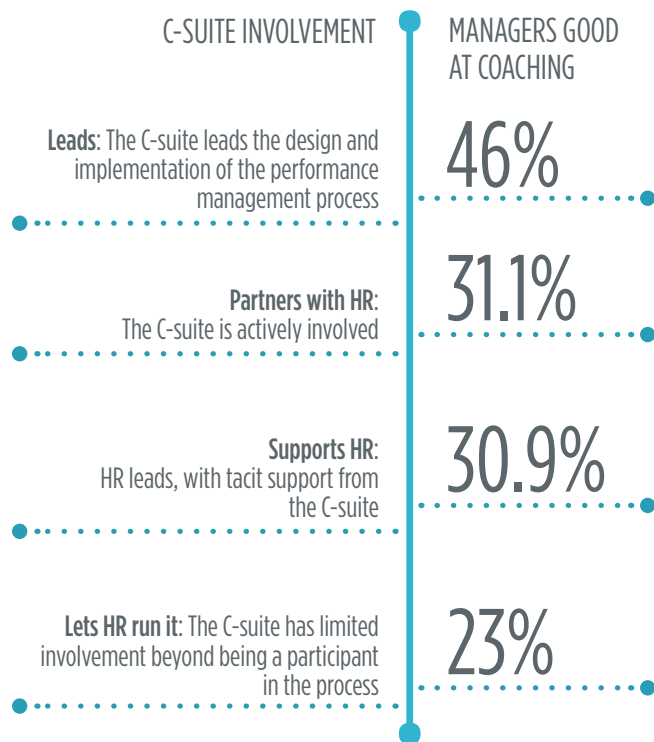 C-SUITE INVOLVEMENT
MANAGERS GOOD
AT COACHING
Leads: The C-suite leads the design and
implementation of the performance
management process
46%
Partners with HR:
The C-suite is actively involved
31.1%
Supports HR:
HR leads, with tacit support from
the C-suite
30.9%
Lets HR run it: The C-suite has limited
involvement beyond being a participant
in the process
23%